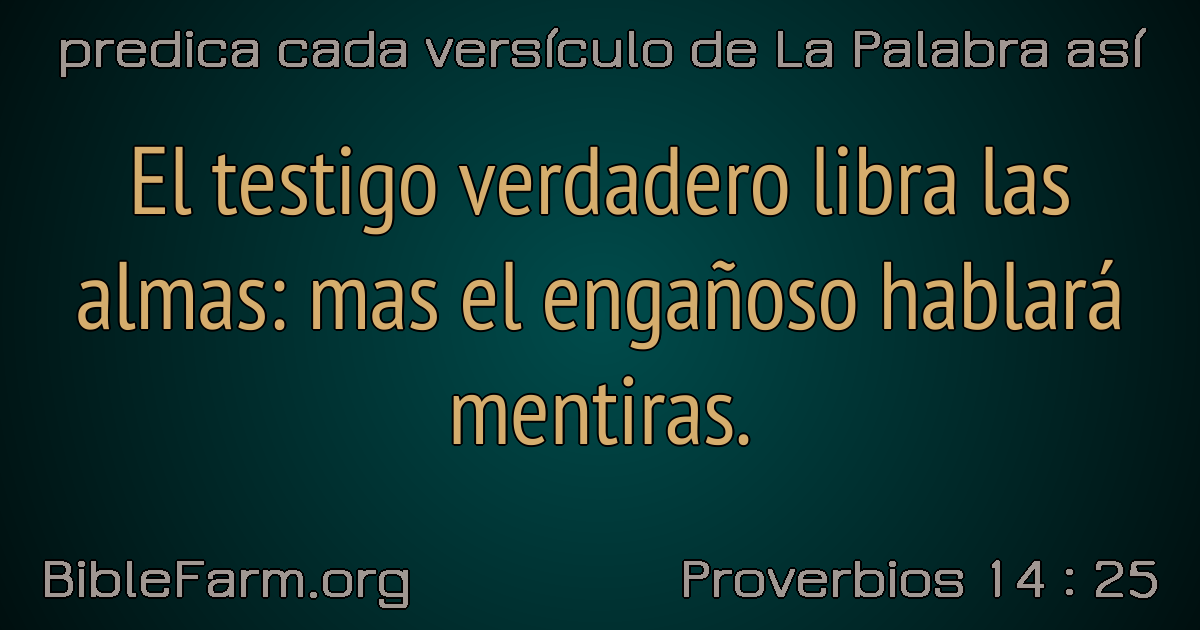 predica cada versículo de La Palabra así
El testigo verdadero libra las
almas: mas el engañoso hablará
mentiras.
BibleFarm.org
Proverbios 14 : 25